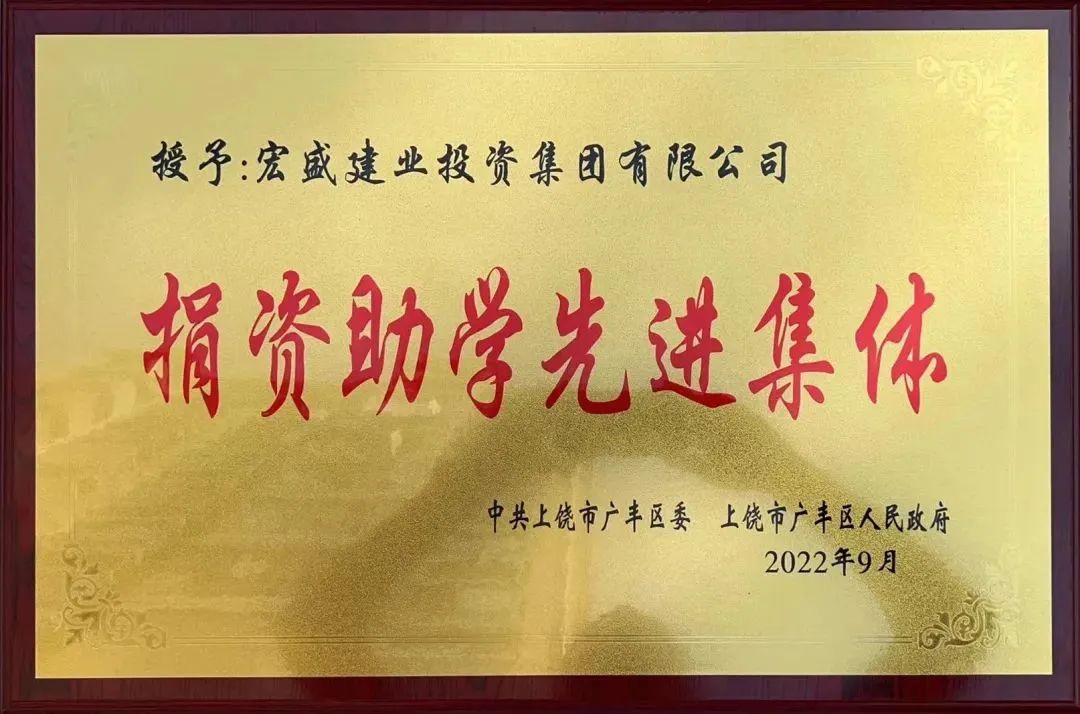 授予:宏盛建业投资集团有限公司
捐资助学先进集体
中共上饶市广丰区委 上饶市广丰区人民政府
2022年9月